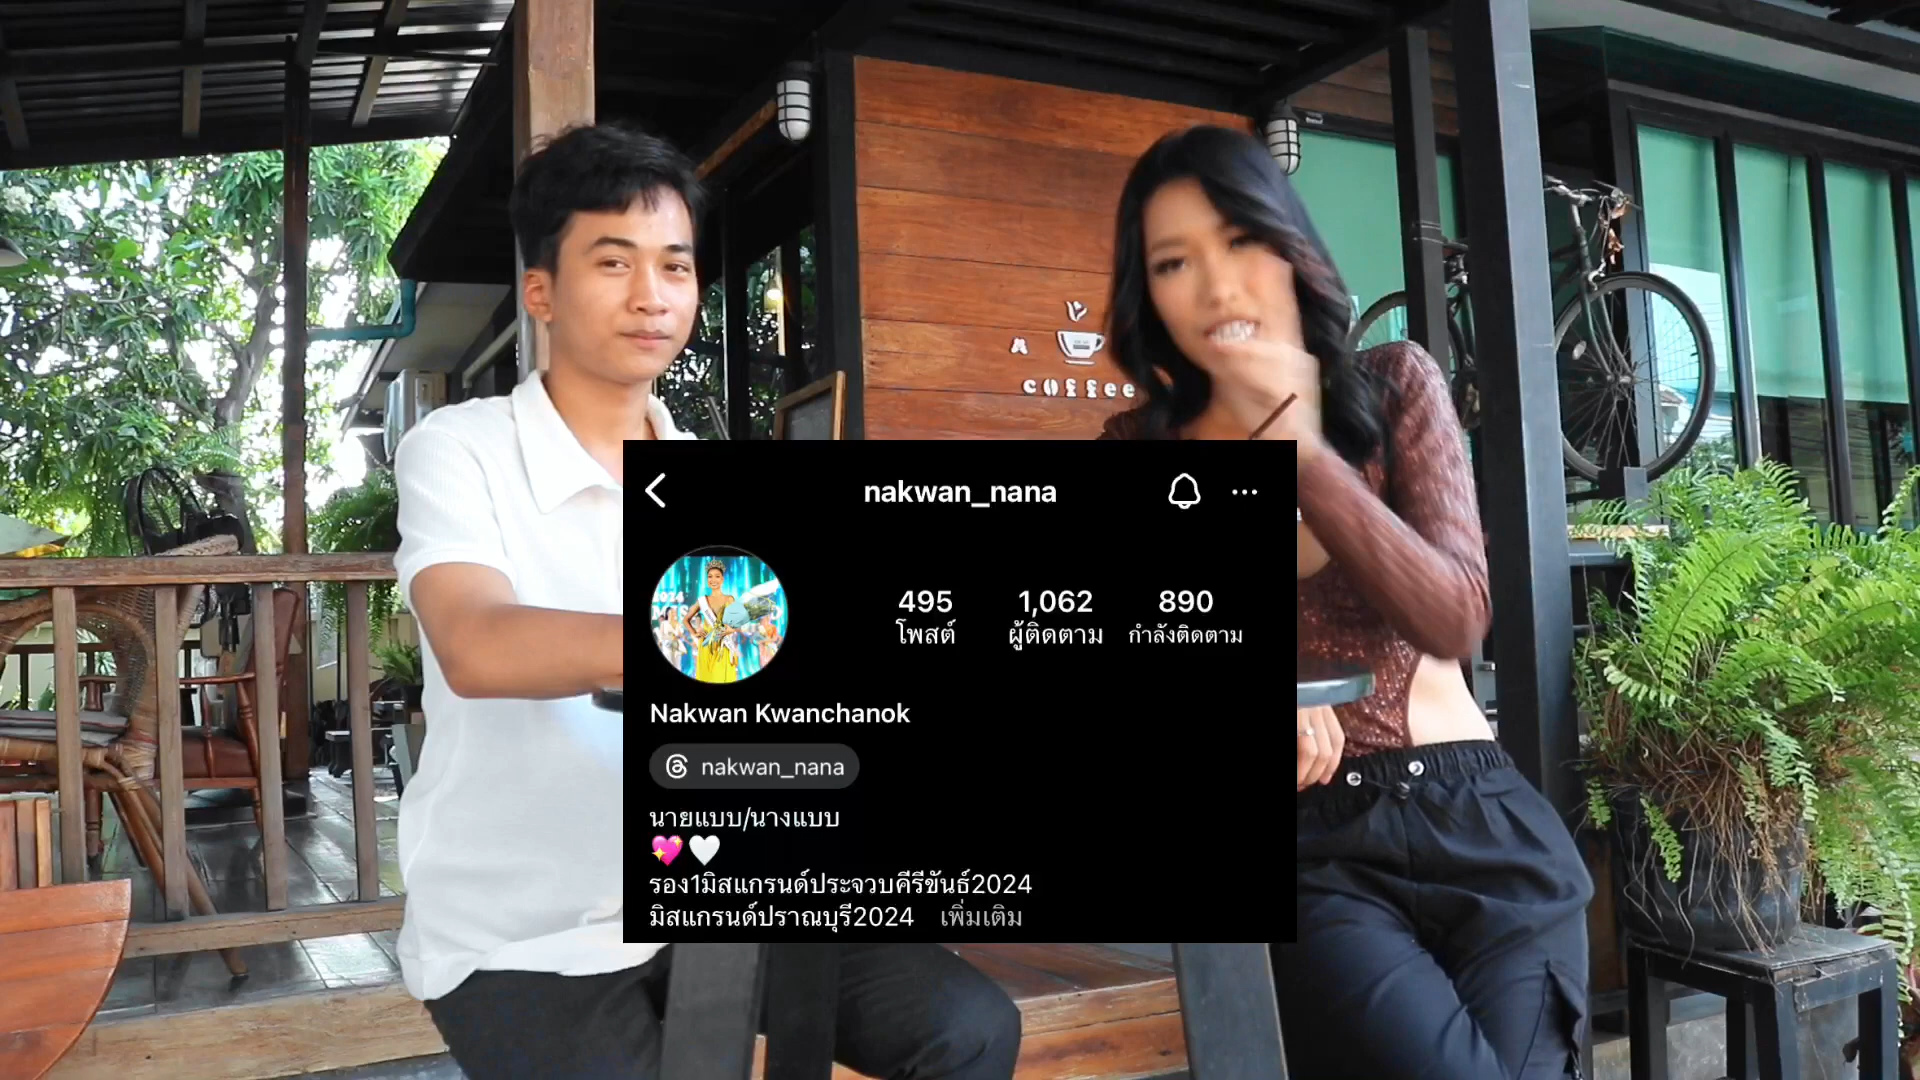 A
coffee
nakwan_nana
495
โพสต์
1,062
ผู้ติดตาม
890
กำลังติดตาม
2024
Nakwan Kwanchanok
nakwan_nana
นายแบบ/นางแบบ
💖🤍
รอง1มิสแกรนด์ประจวบคีรีขันธ์2024
มิสแกรนด์ปราณบุรี2024 เพิ่มเติม